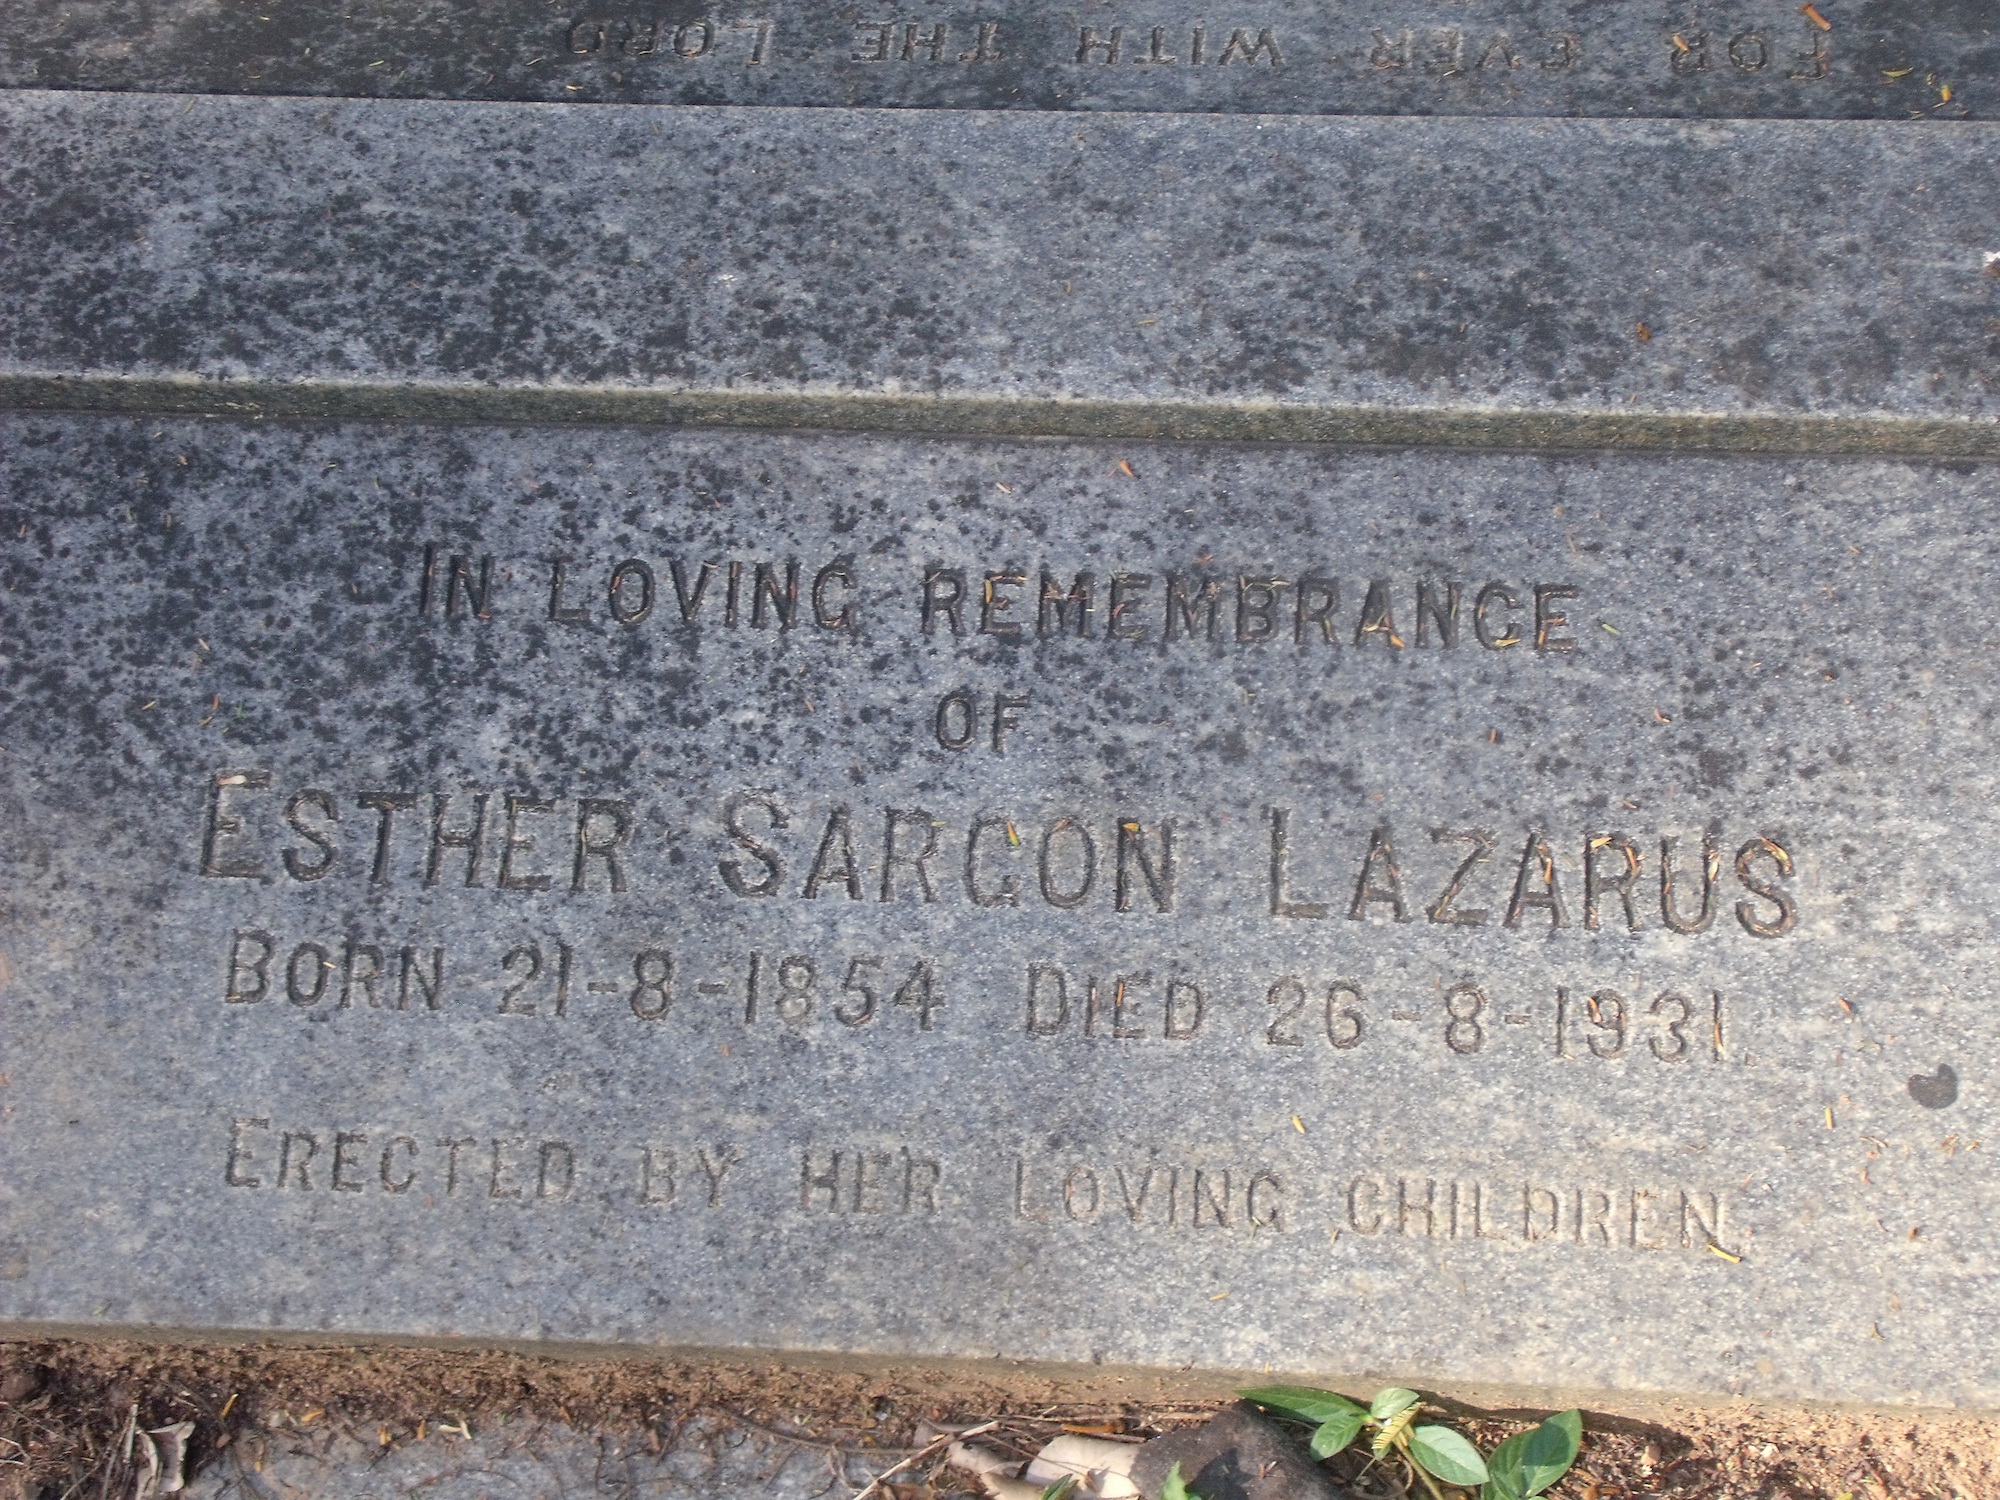 FOR EVER WITH THE LORD
IN LOVING REMEMBRANCE
OF
ESTHER SARGON LAZARUS
BORN 21-8-1854 DIED 26-8-1931.
ERECTED BY HER LOVING CHILDREN